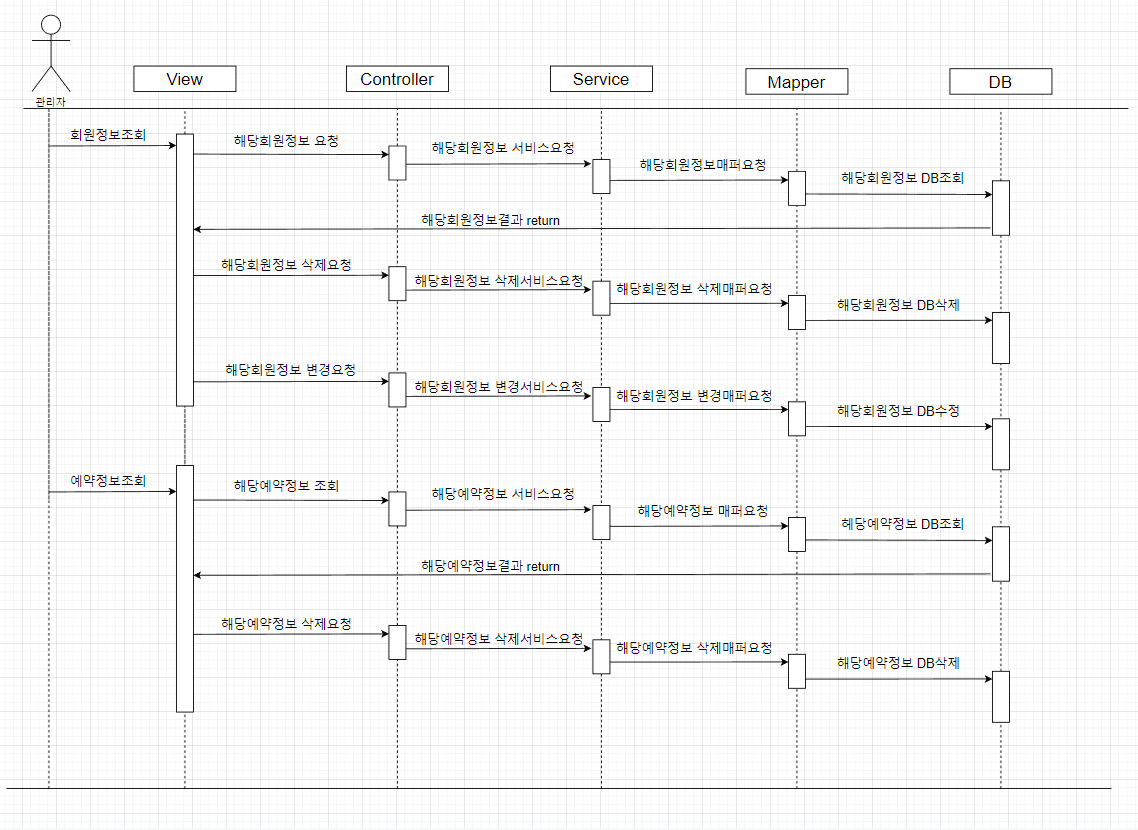 View
Controller
Service
Mapper
DB
관리자
회원정보조회
해당회원정보 요청
해당회원정보 서비스요청
해당회원정보매퍼요청
해당회원정보 DB조회
해당회원정보결과 return
해당회원정보 삭제요청
해당회원정보 삭제서비스요청
해당회원정보 삭제매퍼요청
해당회원정보 DB삭제
해당회원정보 변경요청
해당회원정보 변경서비스요청
해당회원정보 변경매퍼요청
해당회원정보 DB수정
예약정보조회
해당예약정보 조회
해당예약정보 서비스요청
해당예약정보 매퍼요청
헤당예약정보 DB조회
해당예약정보결과 return
해당예약정보 삭제요청
해당예약정보 삭제서비스요청
해당예약정보 삭제매퍼요청
해당예약정보 DB삭제